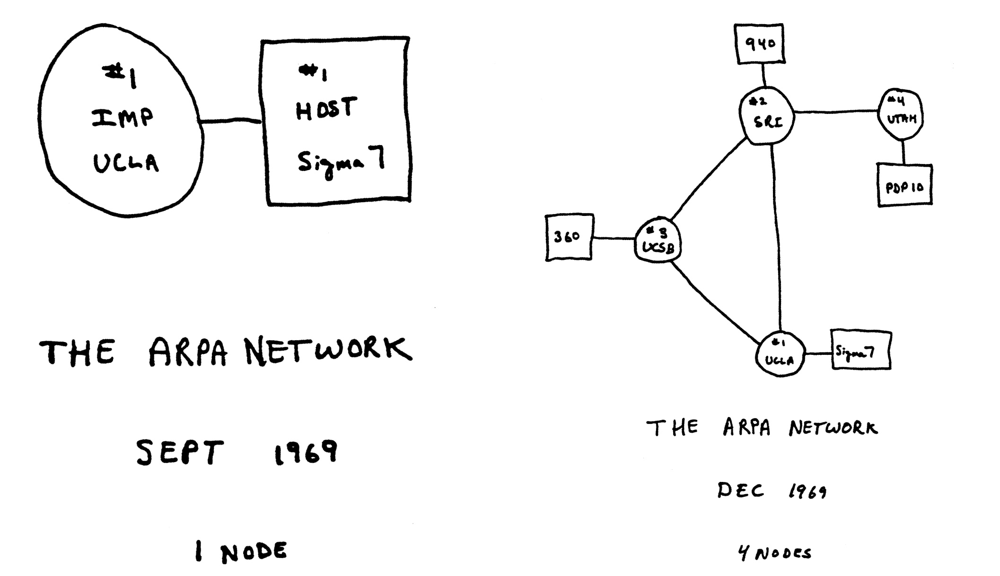 #1
IMP
UCLA
#1
HOST
Sigma 7
THE ARPA NETWORK
SEPT 1969
1 NODE
940
#2
SRI
#4
UTAH
PDP 10
360
#3
UCSB
#1
UCLA
Sigma 7
THE ARPA NETWORK
DEC 1969
4 NODES